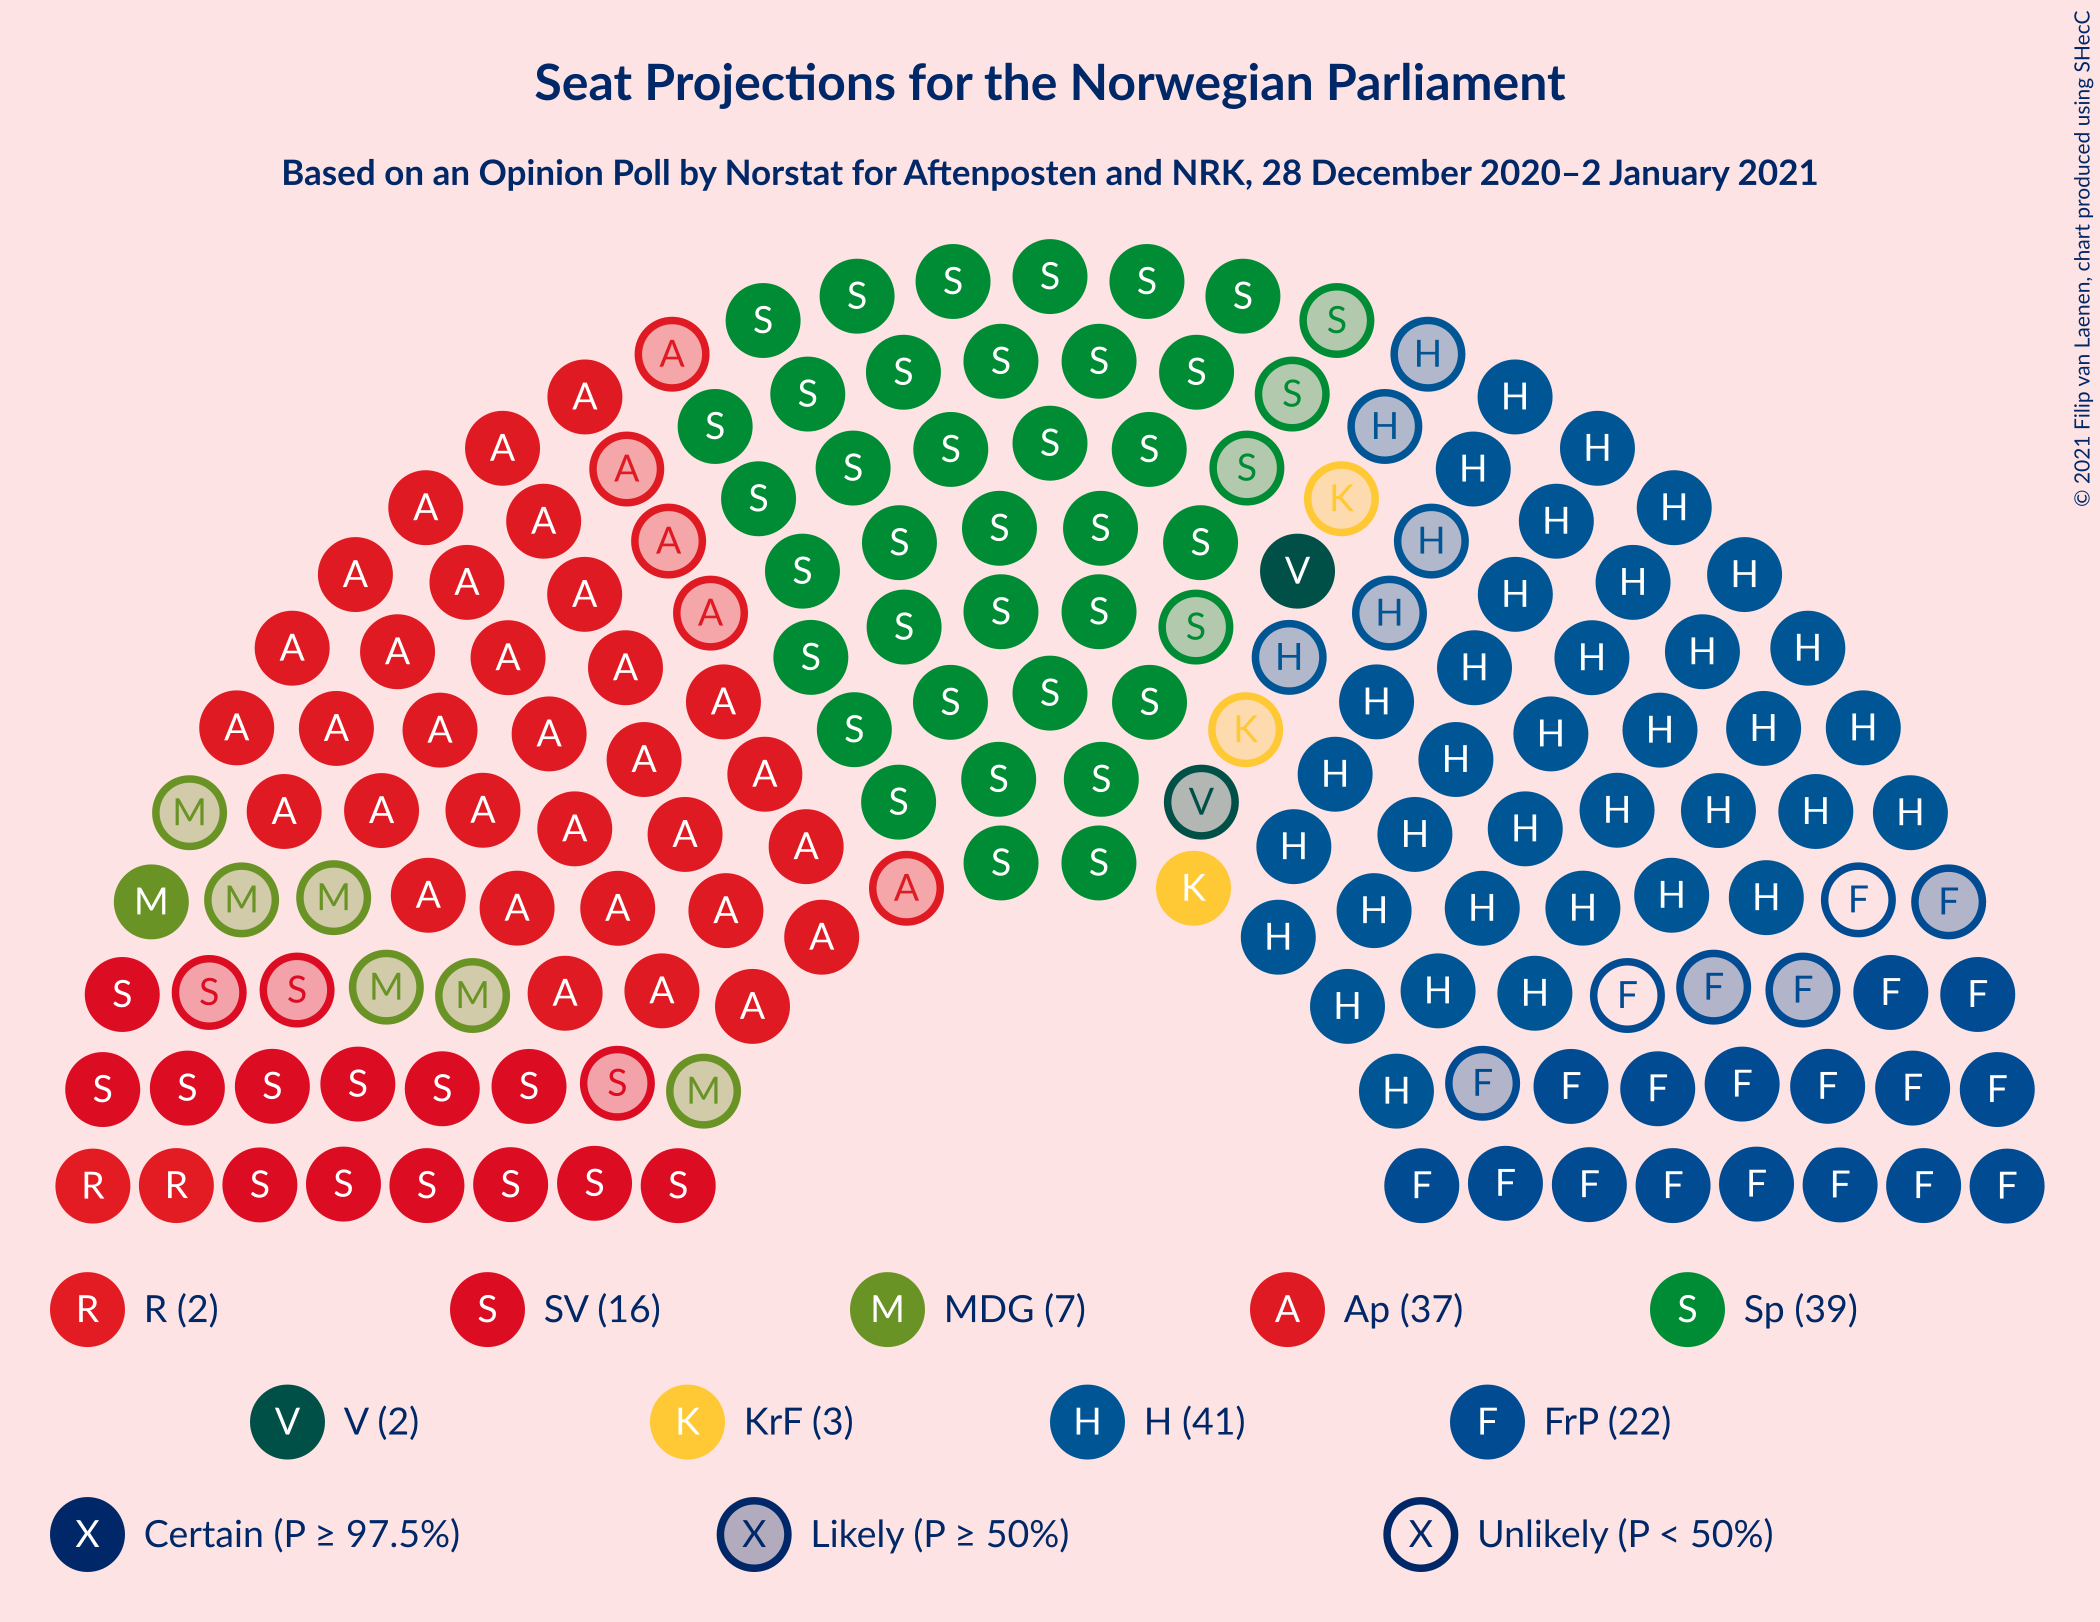 Seat Projections for the Norwegian Parliament
Based on an Opinion Poll by Norstat for Aftenposten and NRK, 28 December 2020–2 January 2021
© 2021 Filip van Laenen, chart produced using SHecC
S S S S S S S
A A S S S S S S H H
A A S S S S S S H H H
A A A S S S S S K H H H
A A A A S S S S S V H H H H
A A A A A S S S S H H H H H H
A A A A A A S S S K H H H H H H
M A A A A A A S S S V H H H H H H H
M M M A A A A A A K H H H H H H F F
S S S M M A A A H H H F F F F F
S S S S S S S M H F F F F F F F
R R S S S S S S F F F F F F F F
R R (2)
S SV (16)
M MDG (7)
A Ap (37)
S Sp (39)
V V (2)
K KrF (3)
H H (41)
F FrP (22)
X Certain (P ≥ 97.5%)
X Likely (P ≥ 50%)
X Unlikely (P < 50%)